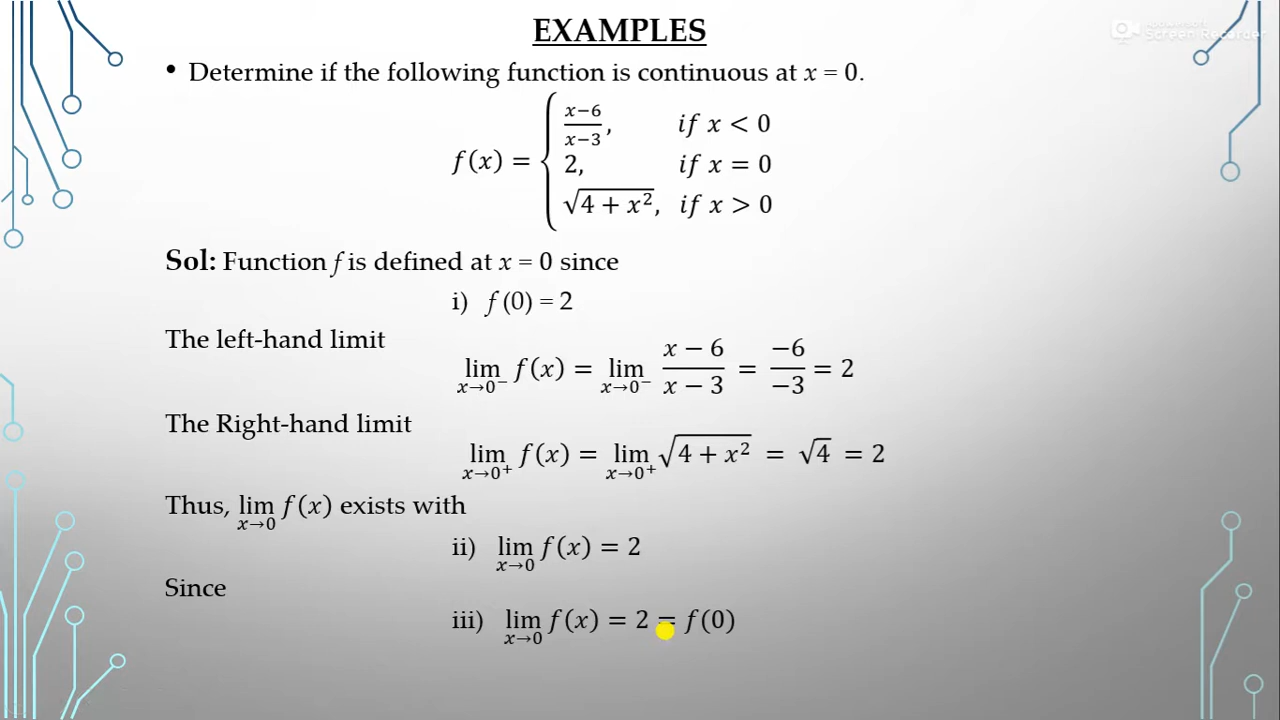 EXAMPLES
Screen Recorder
• Determine if the following function is continuous at x = 0.
f(x) = { x−6/x−3, if x < 0
2, if x = 0
√4 + x², if x > 0
Sol: Function f is defined at x = 0 since
i) f (0) = 2
The left-hand limit
lim x→0⁻ f(x) = lim x→0⁻ x − 6/x − 3 = −6/−3 = 2
The Right-hand limit
lim x→0⁺ f(x) = lim x→0⁺ √4 + x² = √4 = 2
Thus, lim x→0 f(x) exists with
ii) lim x→0 f(x) = 2
Since
iii) lim x→0 f(x) = 2 = f(0)